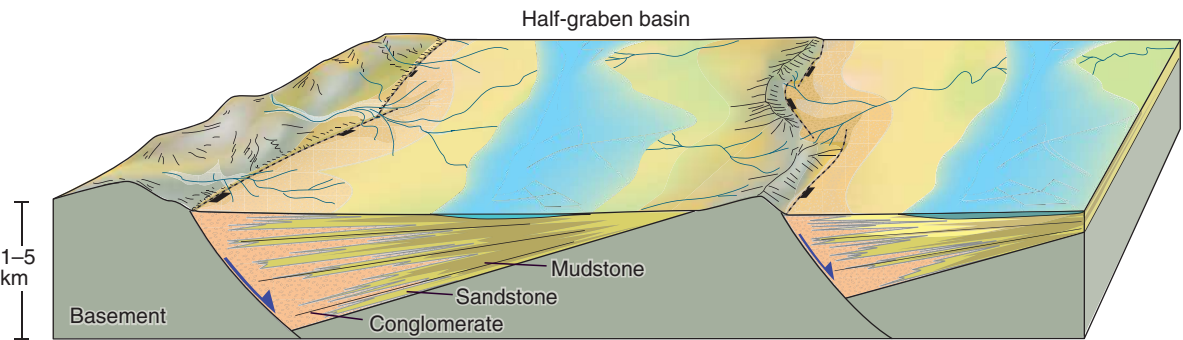 Half-graben basin
1–5
km
Mudstone
Sandstone
Conglomerate
Basement